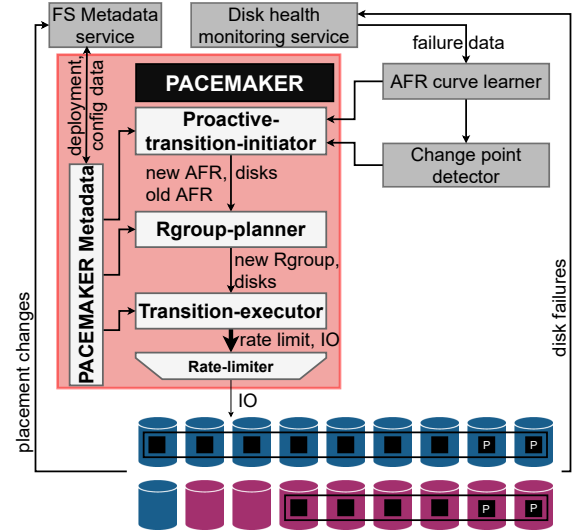 FS Metadata
service
Disk health
monitoring service
failure data
deployment,
config data
PACEMAKER
AFR curve learner
Proactive-
transition-initiator
Change point
detector
new AFR, disks
old AFR
PACEMAKER Metadata
Rgroup-planner
new Rgroup,
disks
Transition-executor
rate limit, IO
Rate-limiter
IO
placement changes
disk failures
P
P
P
P